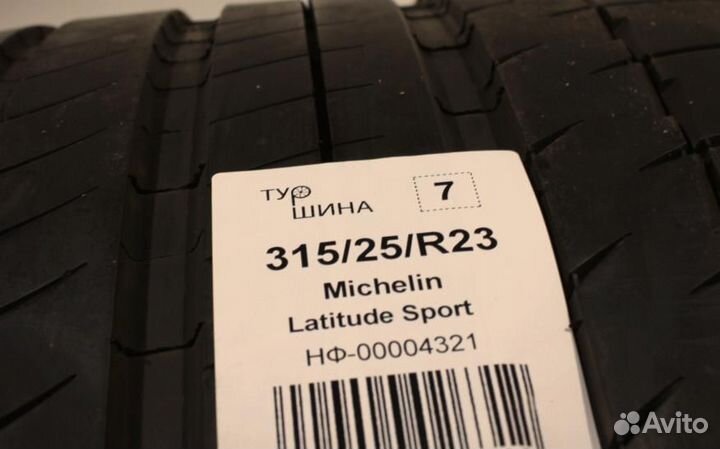 ТУР
ШИНА
7
315/25/R23
Michelin
Latitude Sport
НФ-00004321
Avito